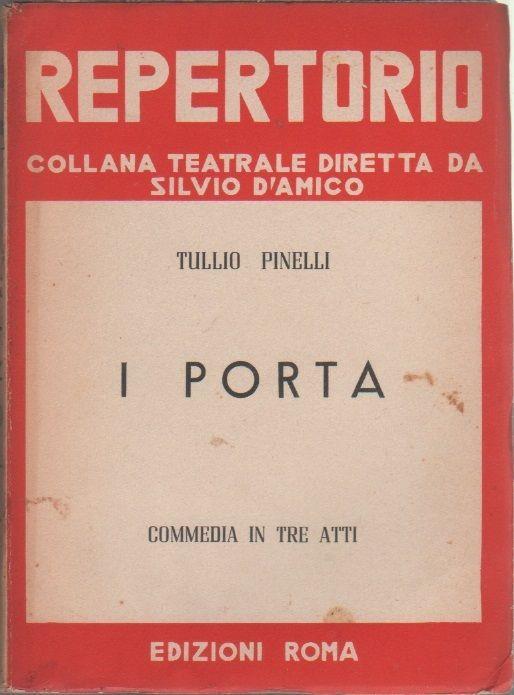 REPERTORIO
COLLANA TEATRALE DIRETTA DA
SILVIO D'AMICO
TULLIO PINELLI
I PORTA
COMMEDIA IN TRE ATTI
EDIZIONI ROMA